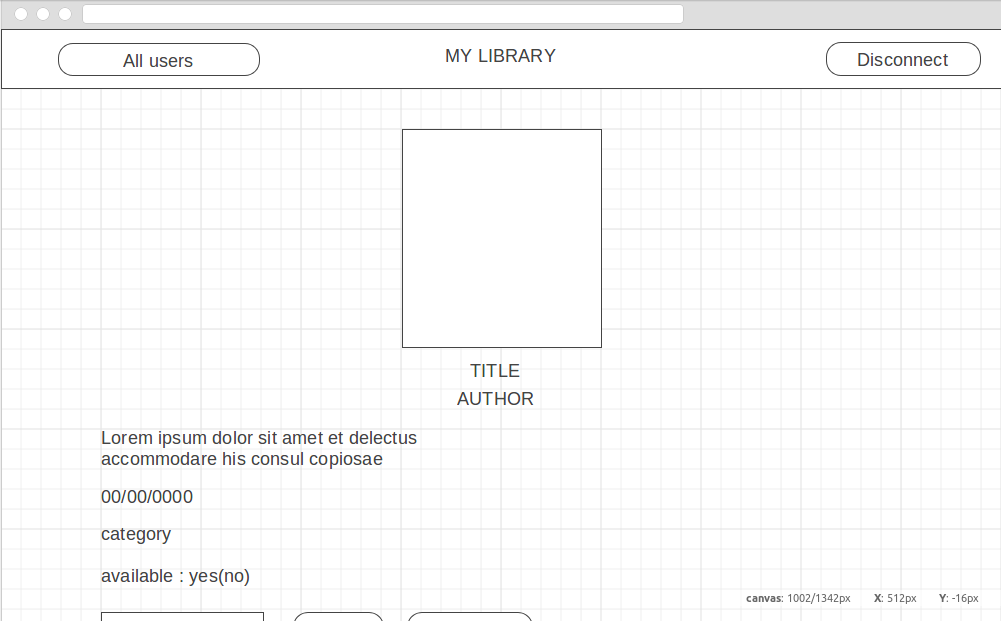 All users
MY LIBRARY
Disconnect
TITLE
AUTHOR
Lorem ipsum dolor sit amet et delectus
accommodare his consul copiosae
00/00/0000
category
available : yes(no)
canvas: 1002/1342px X: 512px Y: -16px